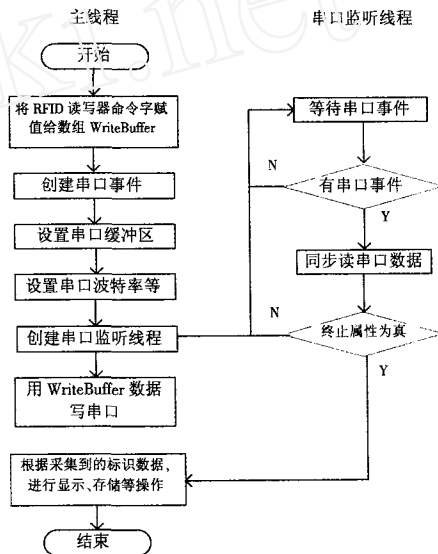 主线程
开始
将 RFID 读写器命令字赋
值给数组 WriteBuffer
创建串口事件
设置串口缓冲区
设置串口波特率等
创建串口监听线程
用 WriteBuffer 数据
写串口
根据采集到的标识数据,
进行显示、存储等操作
结束
串口监听线程
等待串口事件
N
有串口事件
Y
同步读串口数据
N
终止属性为真
Y